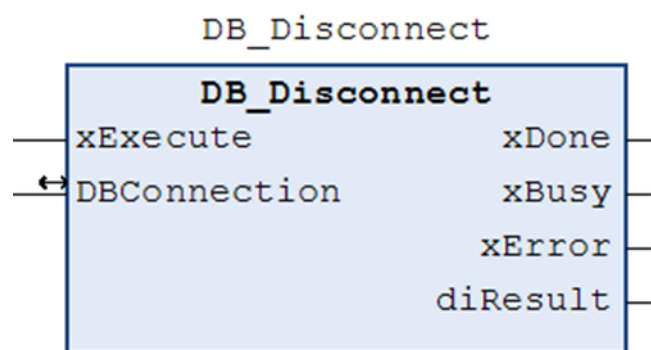 DB_Disconnect
DB_Disconnect
xExecute xDone
DBConnection xBusy
xError
diResult